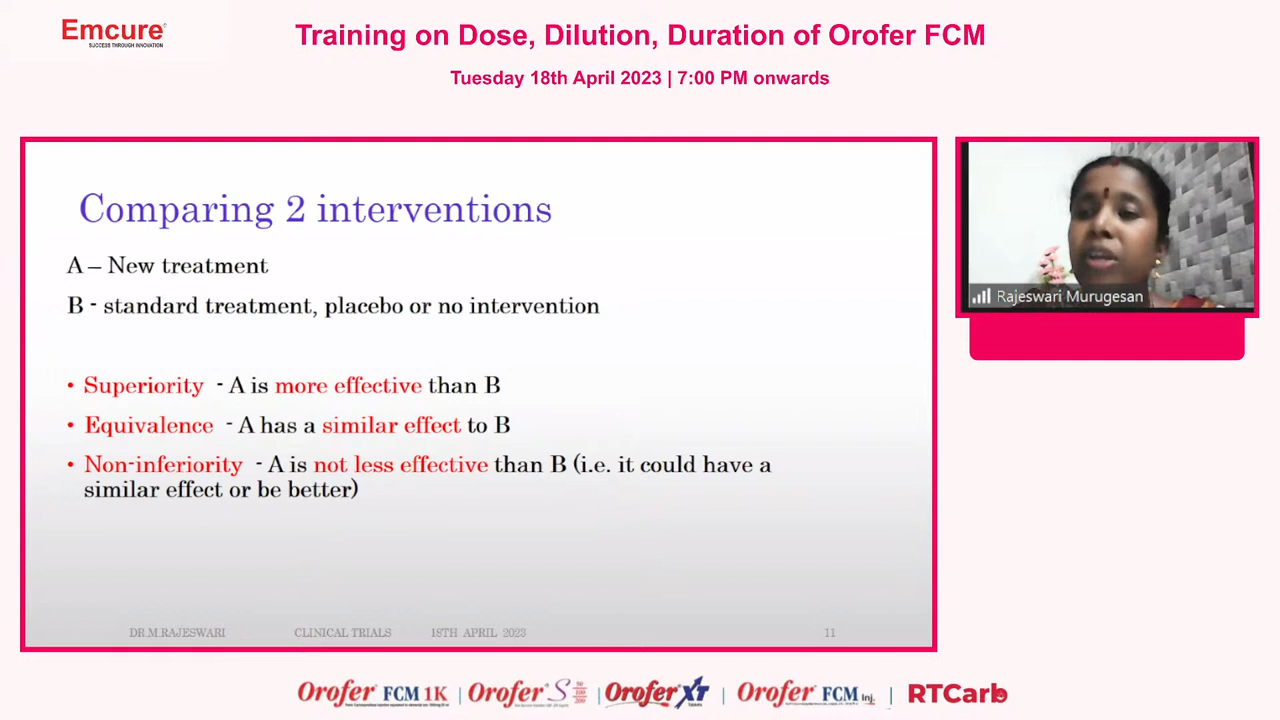 Emcure
SUCCESS THROUGH INNOVATION
Training on Dose, Dilution, Duration of Orofer FCM
Tuesday 18th April 2023 | 7:00 PM onwards
Comparing 2 interventions
A – New treatment
B - standard treatment, placebo or no intervention
• Superiority - A is more effective than B
• Equivalence - A has a similar effect to B
• Non-inferiority - A is not less effective than B (i.e. it could have a
similar effect or be better)
DR.M.RAJESWARI CLINICAL TRIALS 18TH APRIL 2023 11
Rajeswari Murugesan
Orofer FCM 1K | Orofer S | Orofer XT | Orofer FCM Inj. | RTCarb